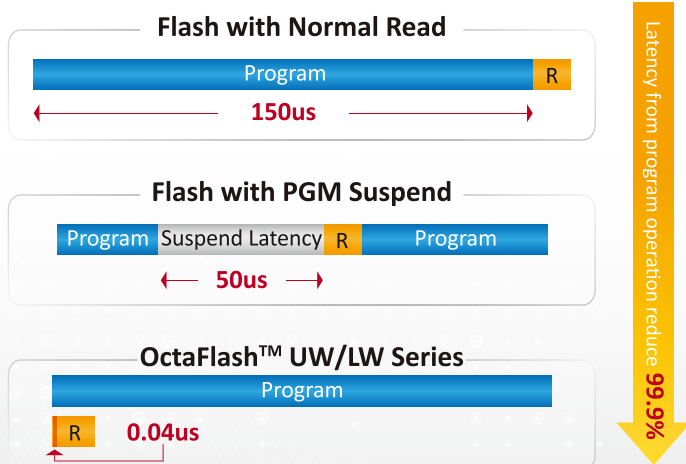 Flash with Normal Read
Program R
150us
Flash with PGM Suspend
Program Suspend Latency R Program
50us
OctaFlash™ UW/LW Series
Program
R 0.04us
Latency from program operation reduce 99.9%